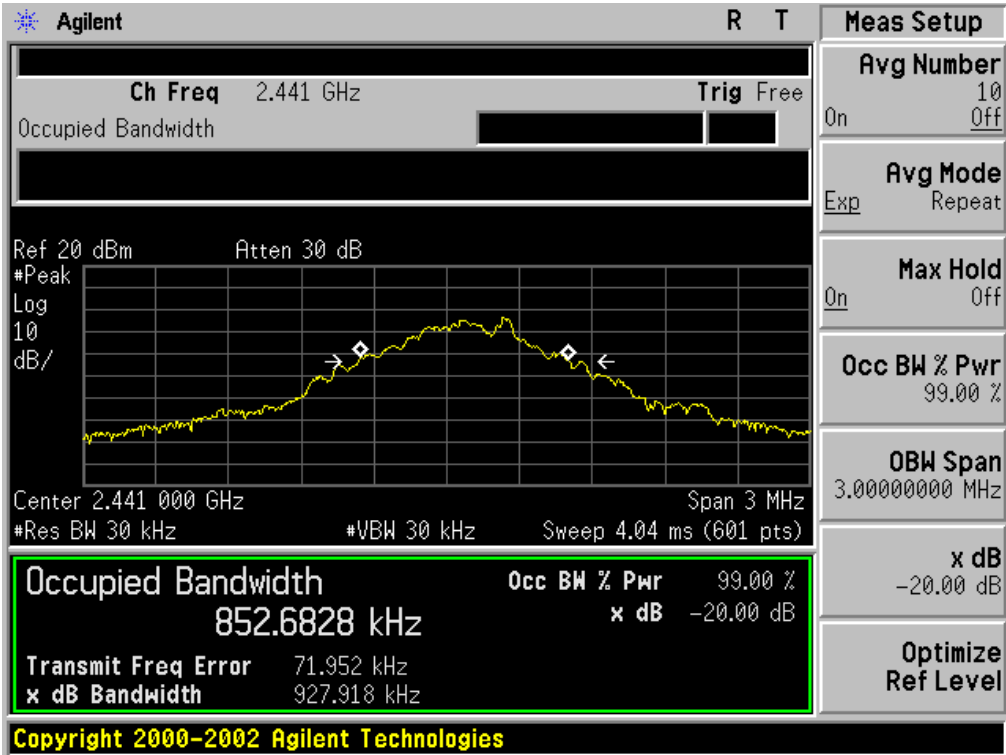 Agilent R T
Meas Setup
Ch Freq 2.441 GHz Trig Free
Occupied Bandwidth
Ref 20 dBm Atten 30 dB
#Peak
Log
10
dB/
Center 2.441 000 GHz Span 3 MHz
#Res BW 30 kHz #VBW 30 kHz Sweep 4.04 ms (601 pts)
Occupied Bandwidth Occ BW % Pwr 99.00 %
852.6828 kHz x dB -20.00 dB
Transmit Freq Error 71.952 kHz
x dB Bandwidth 927.918 kHz
Copyright 2000-2002 Agilent Technologies
Avg Number
10
On Off
Avg Mode
Exp Repeat
Max Hold
On Off
Occ BW % Pwr
99.00 %
OBW Span
3.00000000 MHz
x dB
-20.00 dB
Optimize
Ref Level